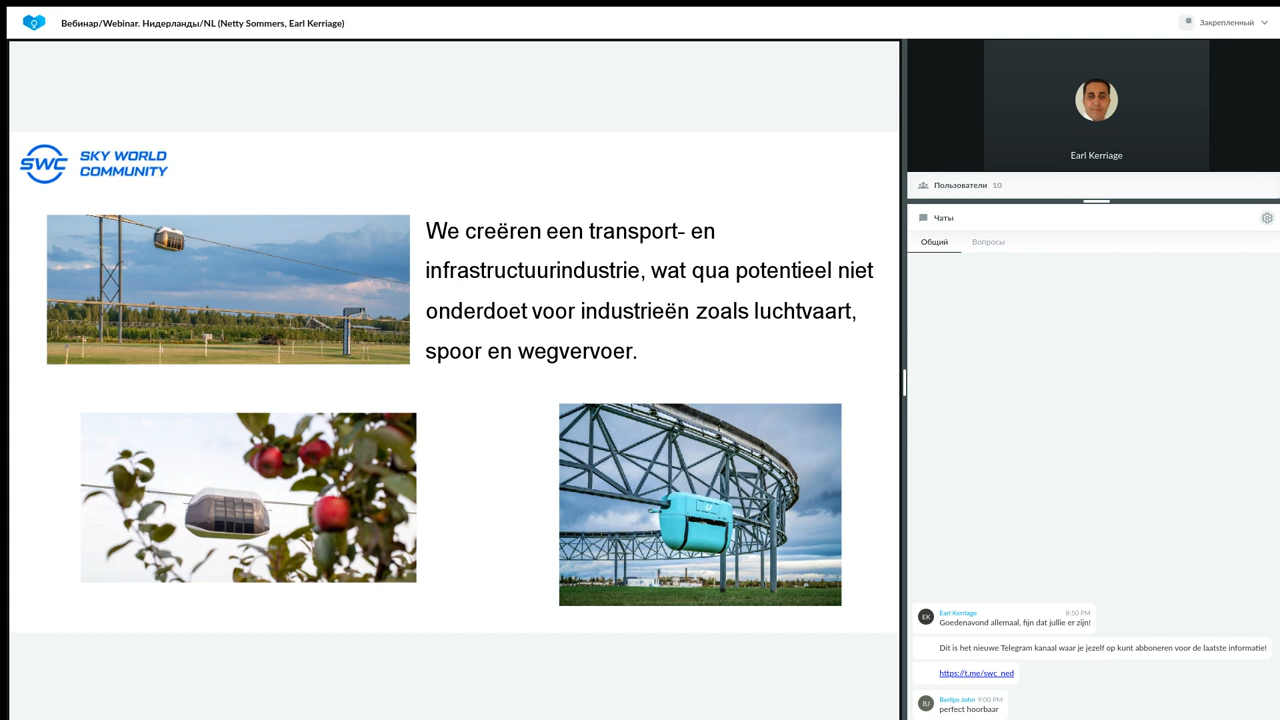 Вебинар/Webinar. Нидерланды/NL (Netty Sommers, Earl Kerriage)
Закрепленный
SWC
SKY WORLD
COMMUNITY
We creëren een transport- en
infrastructuurindustrie, wat qua potentieel niet
onderdoet voor industrieën zoals luchtvaart,
spoor en wegvervoer.
Earl Kerriage
Пользователи 10
Чаты
Общий Вопросы
EK
Earl Kerriage 8:50 PM
Goedenavond allemaal, fijn dat jullie er zijn!
Dit is het nieuwe Telegram kanaal waar je jezelf op kunt abboneren voor de laatste informatie!
https://t.me/swc_ned
BJ
Berlips John 9:00 PM
perfect hoorbaar